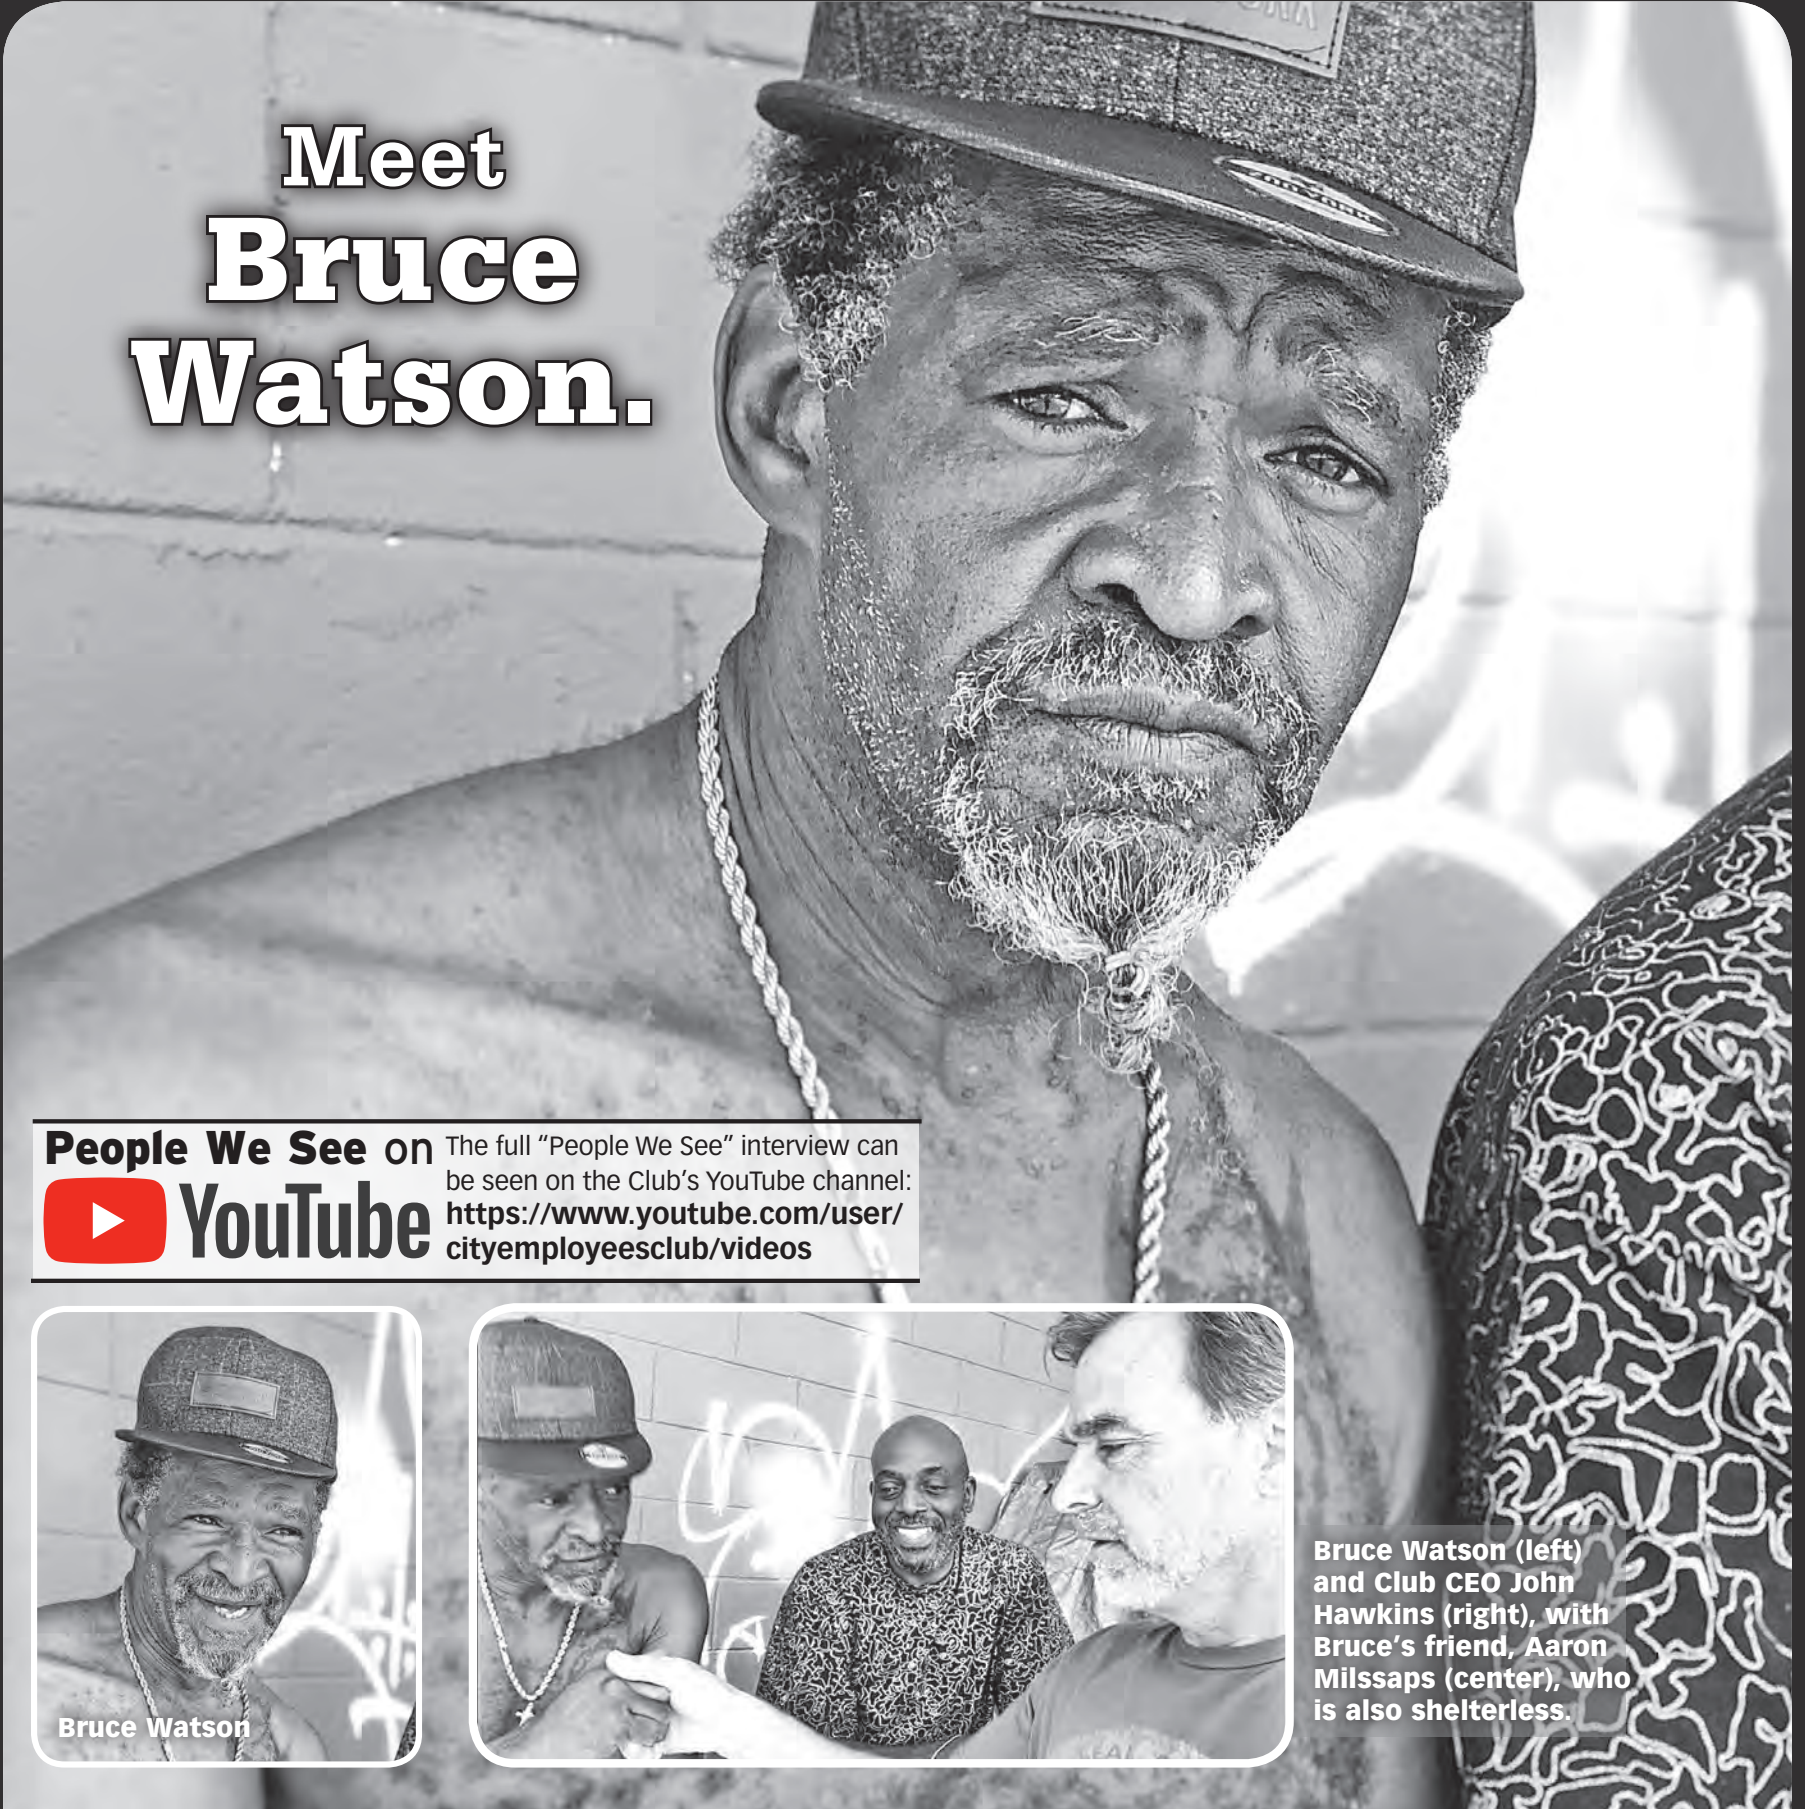 Meet
Bruce
Watson.
People We See on
YouTube
The full “People We See” interview can
be seen on the Club’s YouTube channel:
https://www.youtube.com/user/
cityemployeesclub/videos
Bruce Watson
Bruce Watson (left)
and Club CEO John
Hawkins (right), with
Bruce’s friend, Aaron
Milssaps (center), who
is also shelterless.